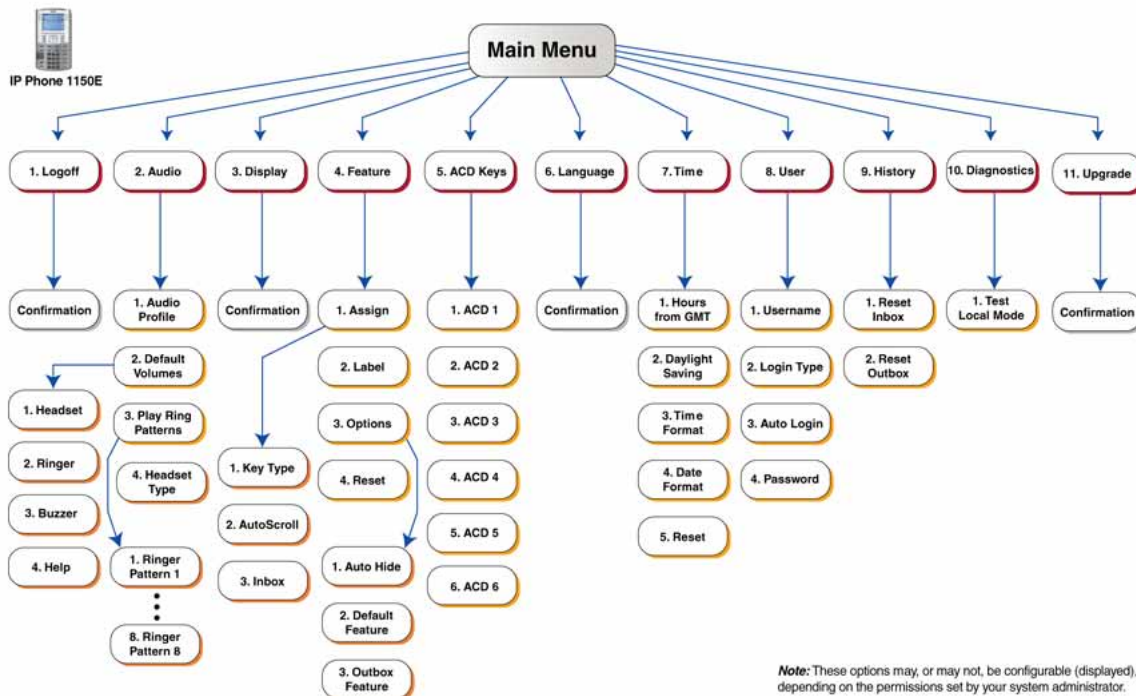 IP Phone 1150E
Main Menu
1. Logoff
2. Audio
3. Display
4. Feature
5. ACD Keys
6. Language
7. Time
8. User
9. History
10. Diagnostics
11. Upgrade
Confirmation
1. Audio
Profile
Confirmation
1. Assign
1. ACD 1
Confirmation
1. Hours
from GMT
1. Username
1. Reset
Inbox
1. Test
Local Mode
Confirmation
2. Default
Volumes
2. Label
2. ACD 2
2. Daylight
Saving
2. Login Type
2. Reset
Outbox
1. Headset
3. Play Ring
Patterns
3. Options
3. ACD 3
3. Time
Format
3. Auto Login
2. Ringer
4. Headset
Type
1. Key Type
4. Reset
4. ACD 4
4. Date
Format
4. Password
3. Buzzer
2. AutoScroll
5. ACD 5
5. Reset
4. Help
1. Ringer
Pattern 1
3. Inbox
1. Auto Hide
6. ACD 6
8. Ringer
Pattern 8
2. Default
Feature
3. Outbox
Feature
Note: These options may, or may not, be configurable (displayed),
depending on the permissions set by your system administrator.